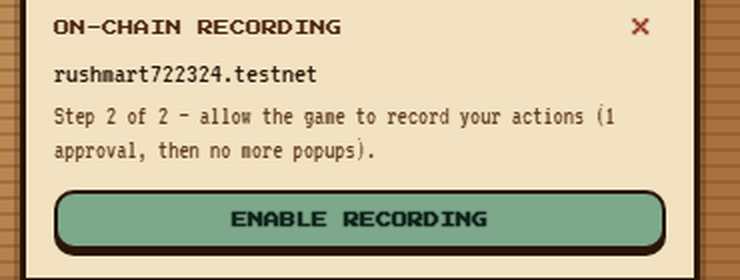 ON-CHAIN RECORDING ×
rushmart722324.testnet
Step 2 of 2 - allow the game to record your actions (1
approval, then no more popups).
ENABLE RECORDING